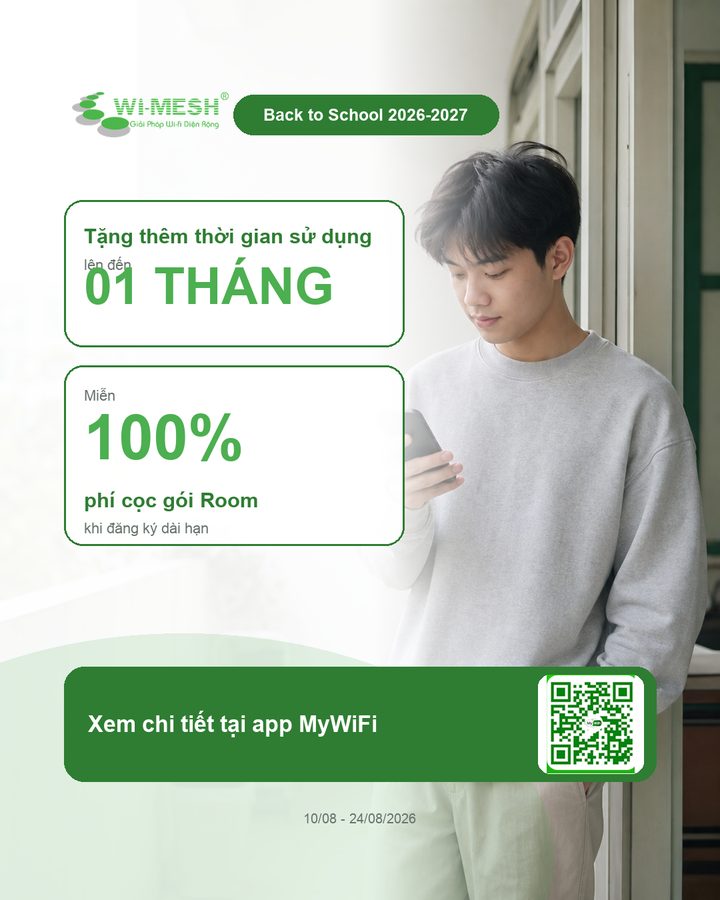 WI-MESH®
Giải Pháp Wi-fi Diện Rộng
Back to School 2026-2027
Tặng thêm thời gian sử dụng
lên đến
01 THÁNG
Miễn
100%
phí cọc gói Room
khi đăng ký dài hạn
Xem chi tiết tại app MyWiFi
10/08 - 24/08/2026